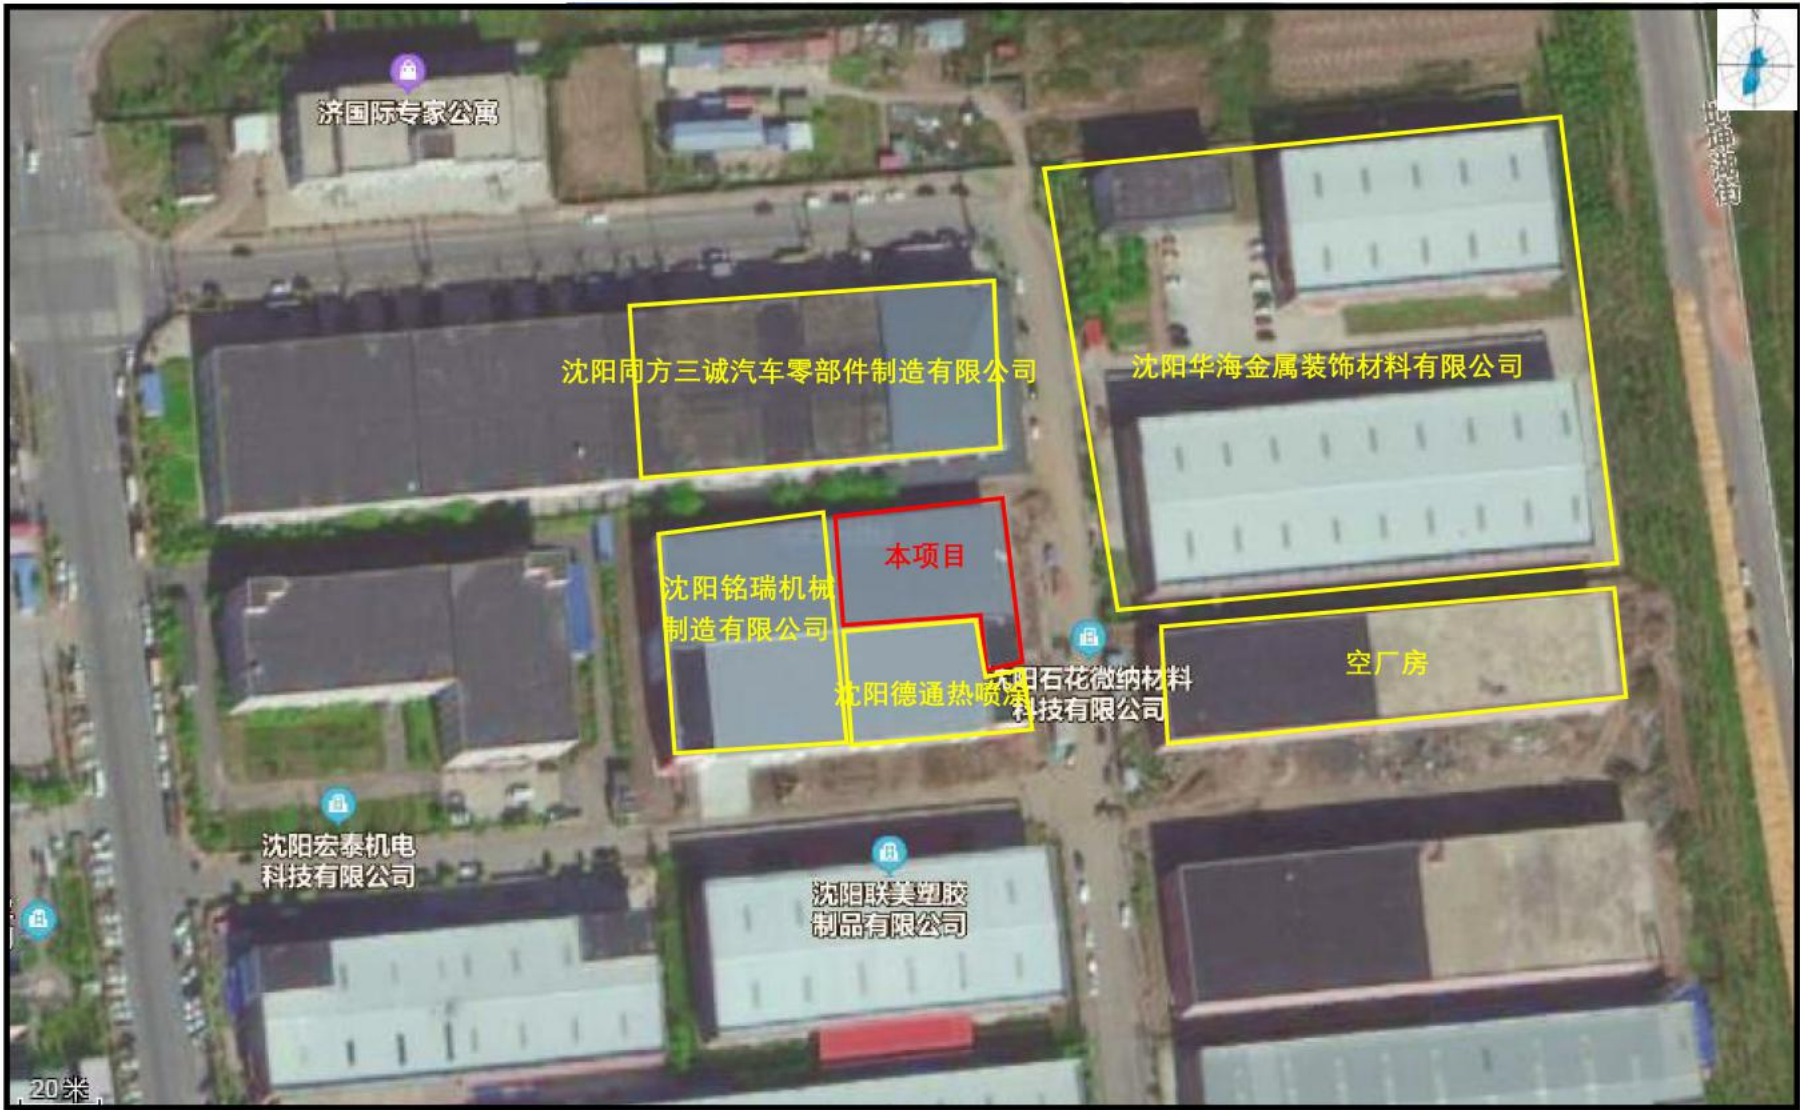 N
济国际专家公寓
昆坤湖街
沈阳同方三诚汽车零部件制造有限公司
沈阳华海金属装饰材料有限公司
本项目
沈阳铭瑞机械
制造有限公司
空厂房
沈阳德通热喷涂
沈阳石花微纳材料
科技有限公司
沈阳宏泰机电
科技有限公司
沈阳联美塑胶
制品有限公司
20 米